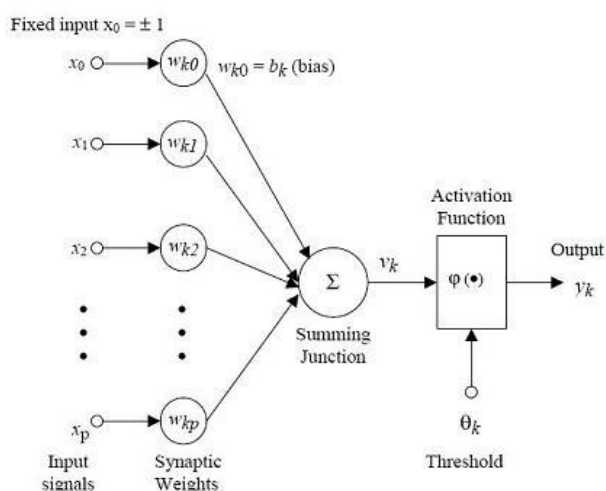 Fixed input x₀ = ± 1
x₀ w_k0 w_k0 = b_k (bias)
x₁ w_k1
Activation
Function
x₂ w_k2 Σ v_k φ (•) Output
y_k
Summing
Junction
x_p w_kp θ_k
Input
signals
Synaptic
Weights
Threshold